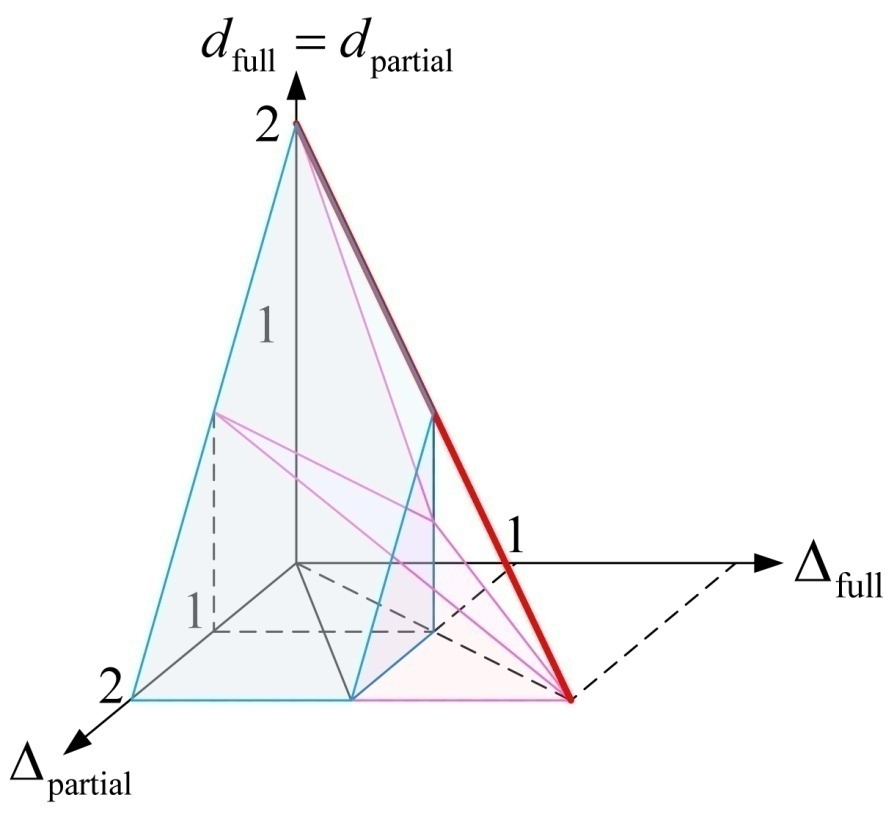 d_full = d_partial
2
1
1
Δ_full
1
2
Δ_partial